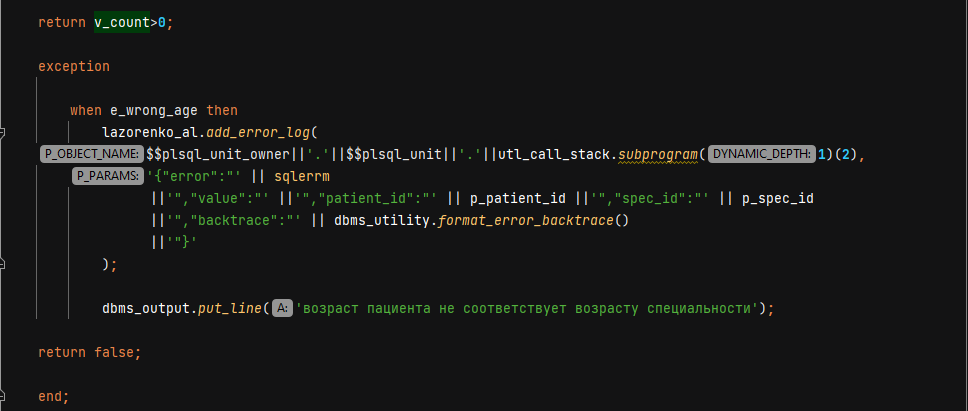 return v_count>0;
exception
when e_wrong_age then
lazorenko_al.add_error_log(
P_OBJECT_NAME: $$plsql_unit_owner||'.'||$$plsql_unit||'.'||utl_call_stack.subprogram( DYNAMIC_DEPTH: 1)(2),
P_PARAMS: '{"error":"' || sqlerrm
||'","value":"' ||'","patient_id":"' || p_patient_id ||'","spec_id":"' || p_spec_id
||'","backtrace":"' || dbms_utility.format_error_backtrace()
||'"}'
);
dbms_output.put_line( A: 'возраст пациента не соответствует возрасту специальности');
return false;
end;